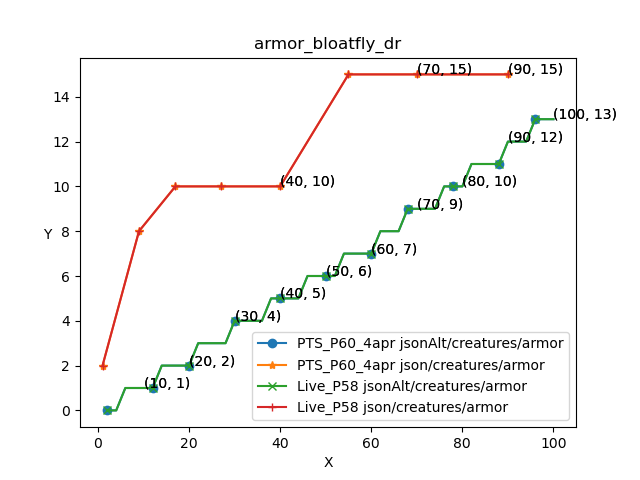 armor_bloatfly_dr
(70, 15)
(90, 15)
(100, 13)
(90, 12)
(40, 10)
(80, 10)
(70, 9)
(60, 7)
(50, 6)
(40, 5)
(30, 4)
(20, 2)
(10, 1)
14
12
10
8
6
4
2
0
Y
0 20 40 60 80 100
X
PTS_P60_4apr jsonAlt/creatures/armor
PTS_P60_4apr json/creatures/armor
Live_P58 jsonAlt/creatures/armor
Live_P58 json/creatures/armor